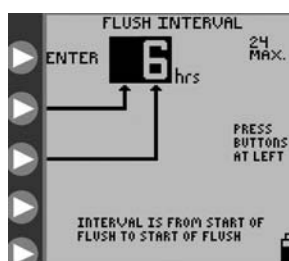 FLUSH INTERVAL
ENTER 6 hrs
24
MAX.
PRESS
BUTTONS
AT LEFT
INTERVAL IS FROM START OF
FLUSH TO START OF FLUSH